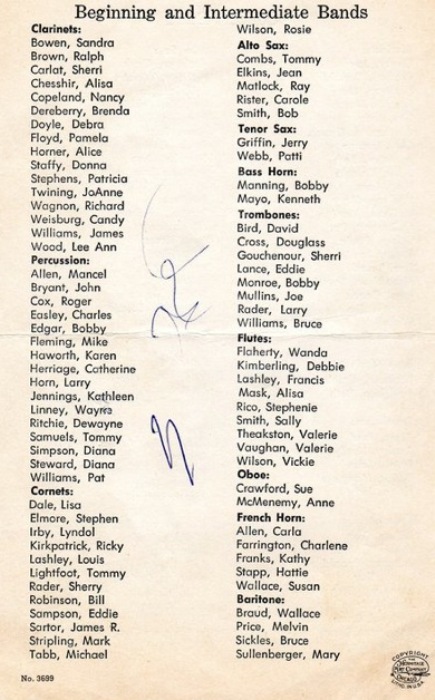 Beginning and Intermediate Bands
Clarinets:
Bowen, Sandra
Brown, Ralph
Carlat, Sherri
Chesshir, Alisa
Copeland, Nancy
Dereberry, Brenda
Doyle, Debra
Floyd, Pamela
Horner, Alice
Staffy, Donna
Stephens, Patricia
Twining, JoAnne
Wagnon, Richard
Weisburg, Candy
Williams, James
Wood, Lee Ann
Percussion:
Allen, Mancel
Bryant, John
Cox, Roger
Easley, Charles
Edgar, Bobby
Fleming, Mike
Haworth, Karen
Herriage, Catherine
Horn, Larry
Jennings, Kathleen
Linney, Wayne
Ritchie, Dewayne
Samuels, Tommy
Simpson, Diana
Steward, Diana
Williams, Pat
Cornets:
Dale, Lisa
Elmore, Stephen
Irby, Lyndol
Kirkpatrick, Ricky
Lashley, Louis
Lightfoot, Tommy
Rader, Sherry
Robinson, Bill
Sampson, Eddie
Sartor, James R.
Stripling, Mark
Tabb, Michael
Wilson, Rosie
Alto Sax:
Combs, Tommy
Elkins, Jean
Matlock, Ray
Rister, Carole
Smith, Bob
Tenor Sax:
Griffin, Jerry
Webb, Patti
Bass Horn:
Manning, Bobby
Mayo, Kenneth
Trombones:
Bird, David
Cross, Douglass
Gouchenour, Sherri
Lance, Eddie
Monroe, Bobby
Mullins, Joe
Rader, Larry
Williams, Bruce
Flutes:
Flaherty, Wanda
Kimberling, Debbie
Lashley, Francis
Mask, Alisa
Rico, Stephenie
Smith, Sally
Theakston, Valerie
Vaughan, Valerie
Wilson, Vickie
Oboe:
Crawford, Sue
McMenemy, Anne
French Horn:
Allen, Carla
Farrington, Charlene
Franks, Kathy
Stapp, Hattie
Wallace, Susan
Baritone:
Braud, Wallace
Price, Melvin
Sickles, Bruce
Sullenberger, Mary
No. 3699
COPYRIGHT